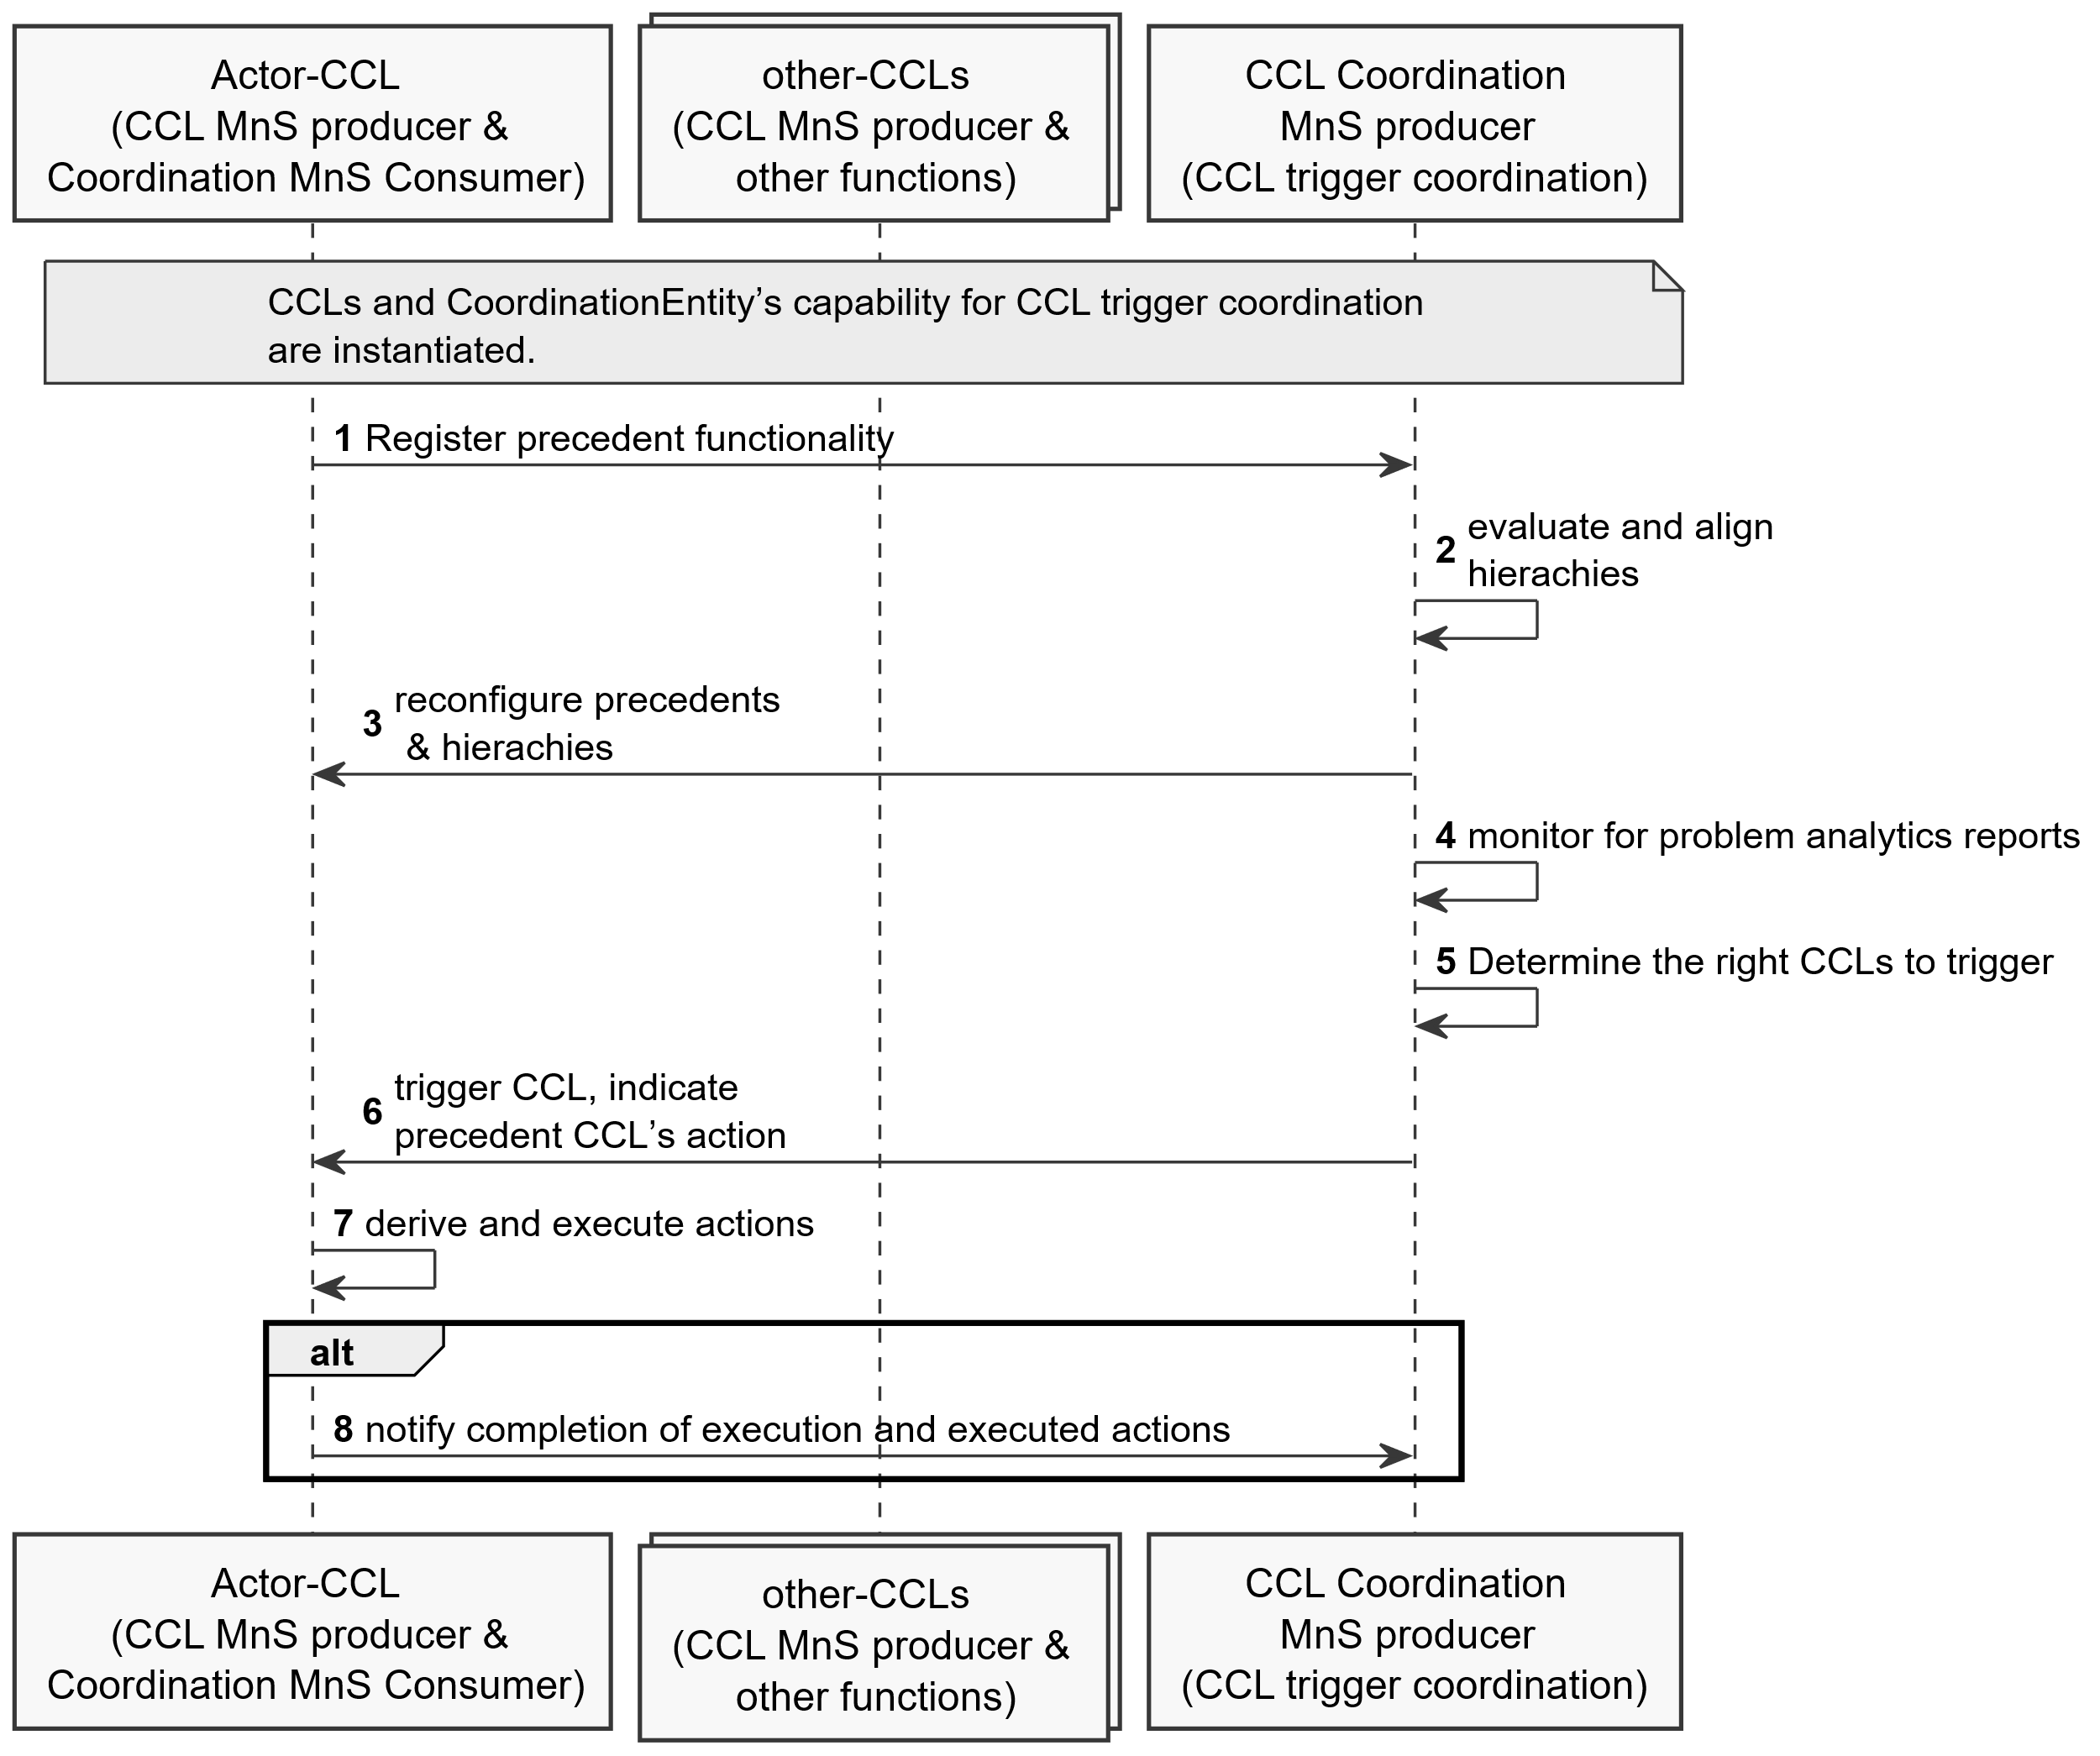 Actor-CCL
(CCL MnS producer &
Coordination MnS Consumer)
other-CCLs
(CCL MnS producer &
other functions)
CCL Coordination
MnS producer
(CCL trigger coordination)
CCLs and CoordinationEntity’s capability for CCL trigger coordination
are instantiated.
1 Register precedent functionality
2 evaluate and align
hierachies
3 reconfigure precedents
& hierachies
4 monitor for problem analytics reports
5 Determine the right CCLs to trigger
6 trigger CCL, indicate
precedent CCL’s action
7 derive and execute actions
alt
8 notify completion of execution and executed actions
Actor-CCL
(CCL MnS producer &
Coordination MnS Consumer)
other-CCLs
(CCL MnS producer &
other functions)
CCL Coordination
MnS producer
(CCL trigger coordination)